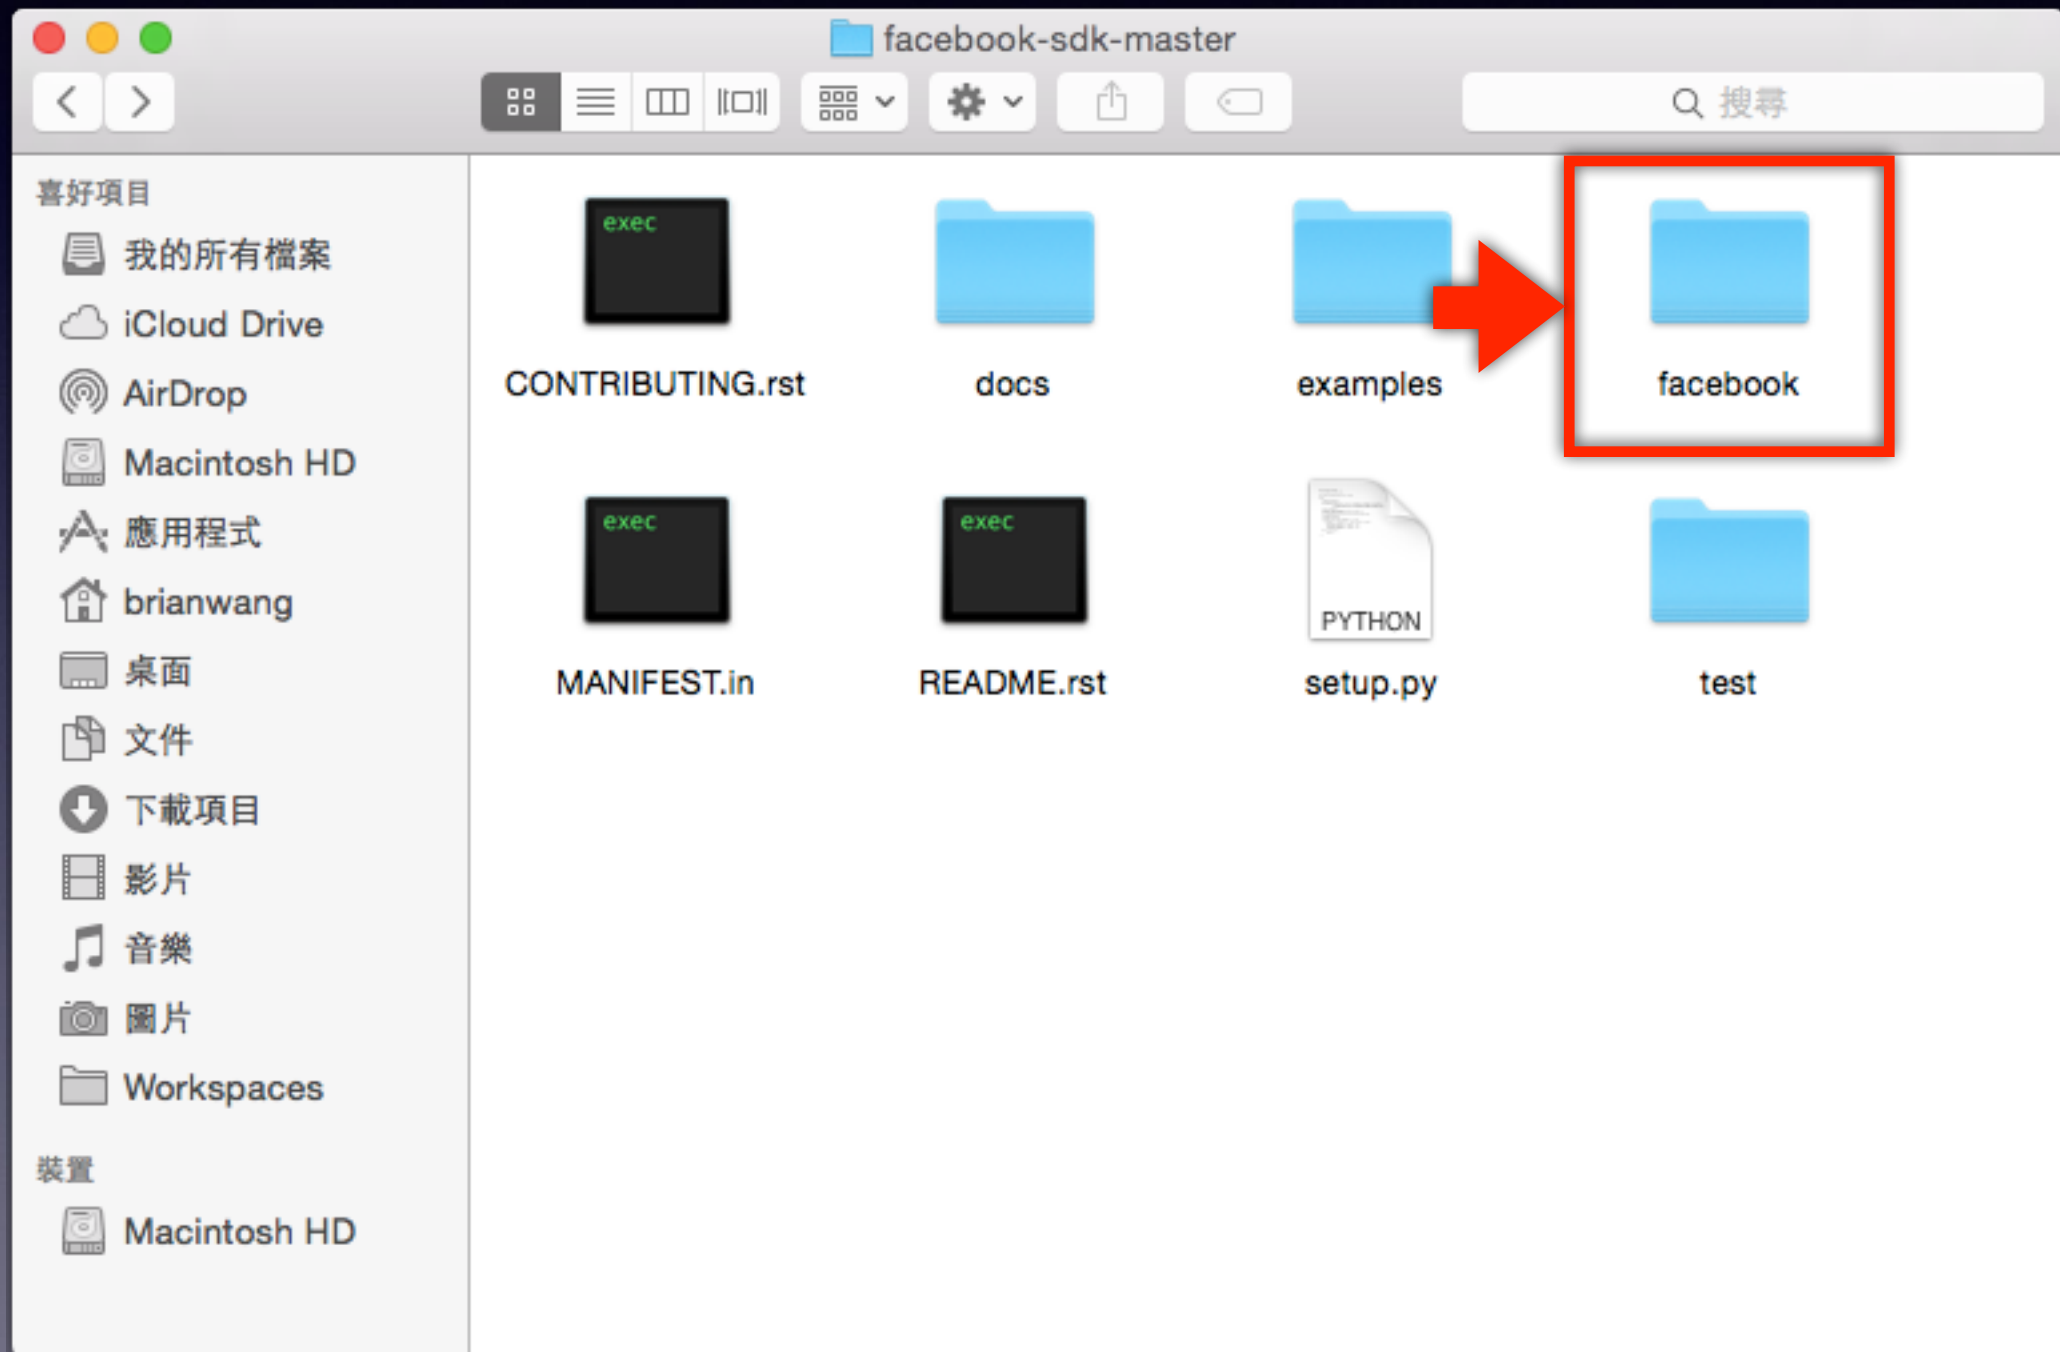 facebook-sdk-master
搜尋
喜好項目
我的所有檔案
iCloud Drive
AirDrop
Macintosh HD
應用程式
brianwang
桌面
文件
下載項目
影片
音樂
圖片
Workspaces
裝置
Macintosh HD
exec
CONTRIBUTING.rst
docs
examples
facebook
exec
MANIFEST.in
exec
README.rst
PYTHON
setup.py
test